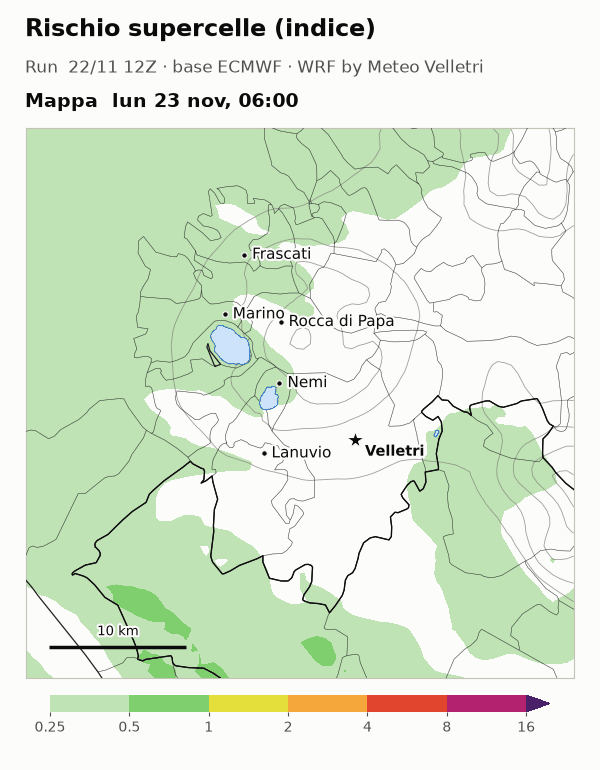 Rischio supercelle (indice)
Run  22/11 12Z · base ECMWF · WRF by Meteo Velletri
Mappa  lun 23 nov, 06:00
Frascati
Marino
Rocca di Papa
Nemi
Lanuvio
Velletri
10 km
0.25 0.5 1 2 4 8 16